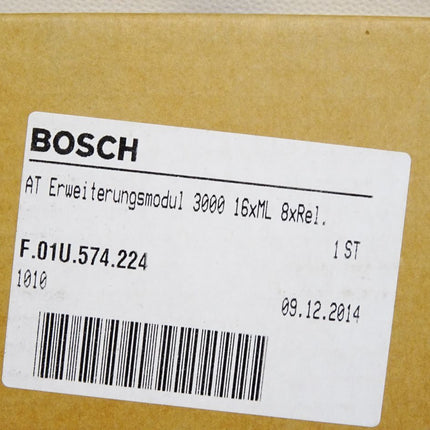 BOSCH
AT Erweiterungsmodul 3000 16xML 8xRel.
1 ST
F.01U.574.224
1010
09.12.2014